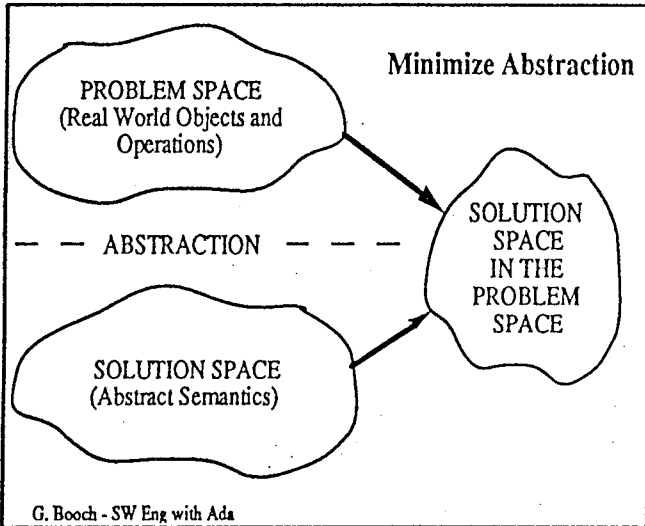 Minimize Abstraction
PROBLEM SPACE
(Real World Objects and
Operations)
— — ABSTRACTION — — — —
SOLUTION SPACE
(Abstract Semantics)
SOLUTION
SPACE
IN THE
PROBLEM
SPACE
G. Booch - SW Eng with Ada